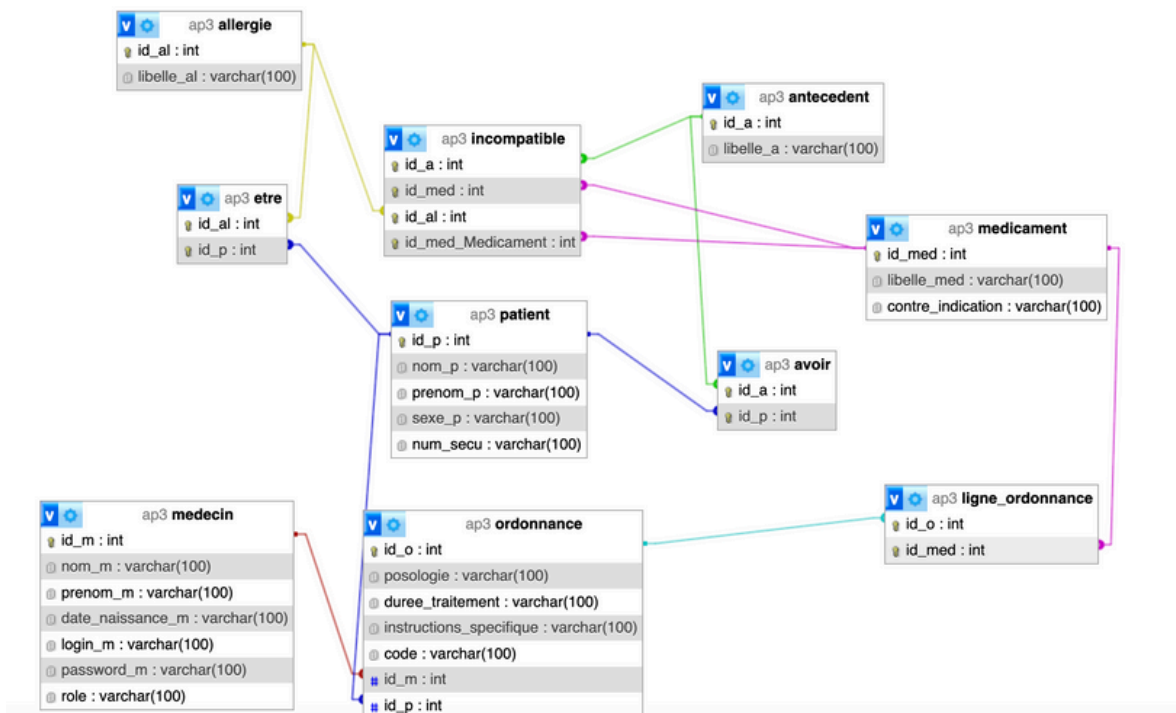 ap3 allergie
id_al : int
libelle_al : varchar(100)
ap3 antecedent
id_a : int
libelle_a : varchar(100)
ap3 incompatible
id_a : int
id_med : int
id_al : int
id_med_Medicament : int
ap3 etre
id_al : int
id_p : int
ap3 medicament
id_med : int
libelle_med : varchar(100)
contre_indication : varchar(100)
ap3 patient
id_p : int
nom_p : varchar(100)
prenom_p : varchar(100)
sexe_p : varchar(100)
num_secu : varchar(100)
ap3 avoir
id_a : int
id_p : int
ap3 medecin
id_m : int
nom_m : varchar(100)
prenom_m : varchar(100)
date_naissance_m : varchar(100)
login_m : varchar(100)
password_m : varchar(100)
role : varchar(100)
ap3 ordonnance
id_o : int
posologie : varchar(100)
duree_traitement : varchar(100)
instructions_specifique : varchar(100)
code : varchar(100)
# id_m : int
# id_p : int
ap3 ligne_ordonnance
id_o : int
id_med : int